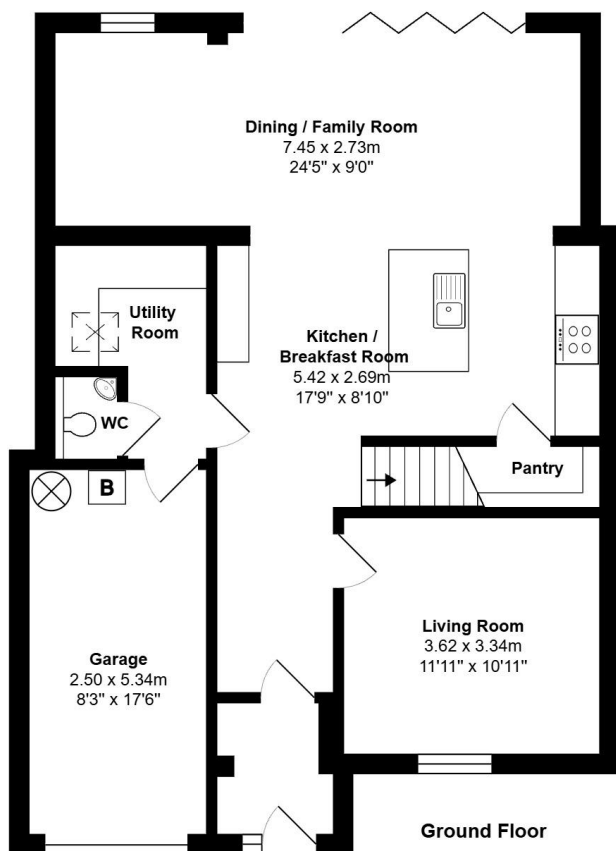 Dining / Family Room
7.45 x 2.73m
24'5" x 9'0"
Utility
Room
Kitchen /
Breakfast Room
5.42 x 2.69m
17'9" x 8'10"
WC
Pantry
B
Living Room
3.62 x 3.34m
11'11" x 10'11"
Garage
2.50 x 5.34m
8'3" x 17'6"
Ground Floor